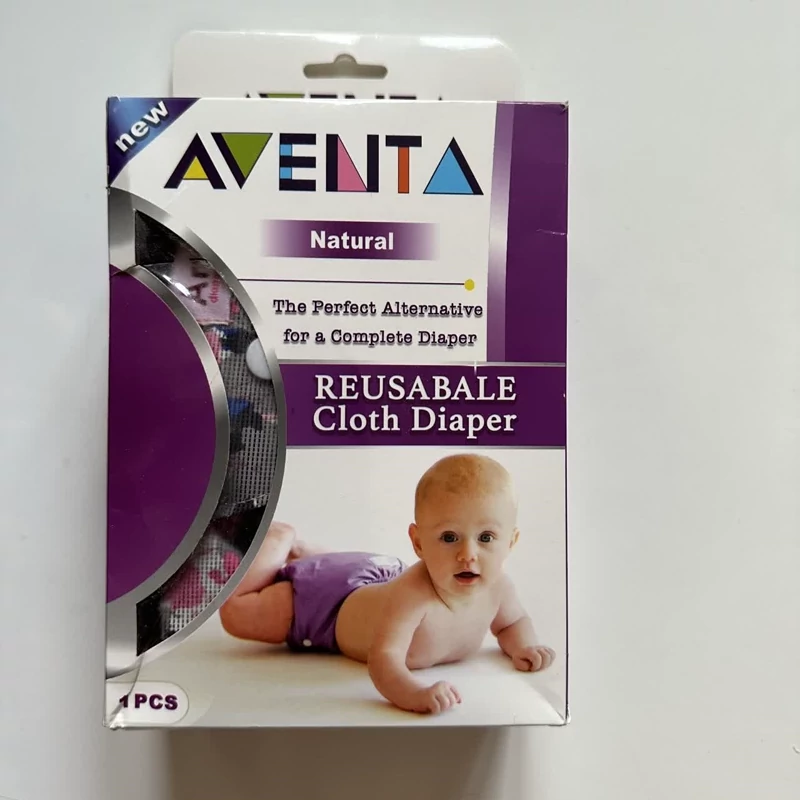 new
AVENTA
Natural
The Perfect Alternative
for a Complete Diaper
REUSABALE
Cloth Diaper
1 PCS